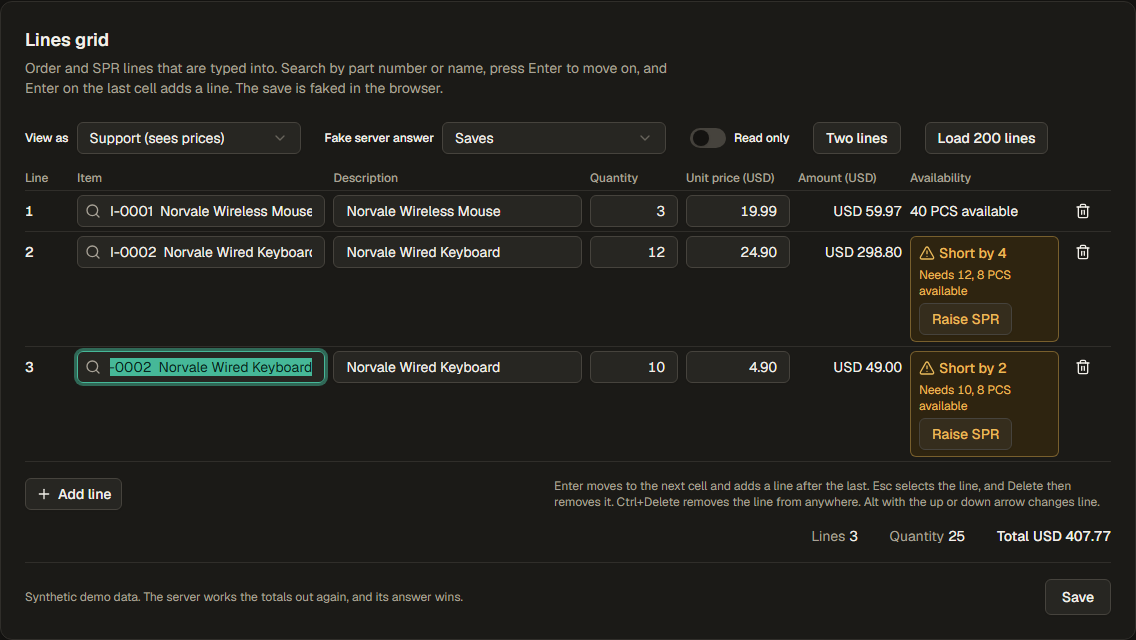 Lines grid
Order and SPR lines that are typed into. Search by part number or name, press Enter to move on, and
Enter on the last cell adds a line. The save is faked in the browser.
View as Support (sees prices) Fake server answer Saves Read only Two lines Load 200 lines
Line Item Description Quantity Unit price (USD) Amount (USD) Availability
1 I-0001 Norvale Wireless Mouse Norvale Wireless Mouse 3 19.99 USD 59.97 40 PCS available
2 I-0002 Norvale Wired Keyboard Norvale Wired Keyboard 12 24.90 USD 298.80 Short by 4
Needs 12, 8 PCS
available
Raise SPR
3 -0002 Norvale Wired Keyboard Norvale Wired Keyboard 10 4.90 USD 49.00 Short by 2
Needs 10, 8 PCS
available
Raise SPR
+ Add line
Enter moves to the next cell and adds a line after the last. Esc selects the line, and Delete then
removes it. Ctrl+Delete removes the line from anywhere. Alt with the up or down arrow changes line.
Lines 3 Quantity 25 Total USD 407.77
Synthetic demo data. The server works the totals out again, and its answer wins.
Save